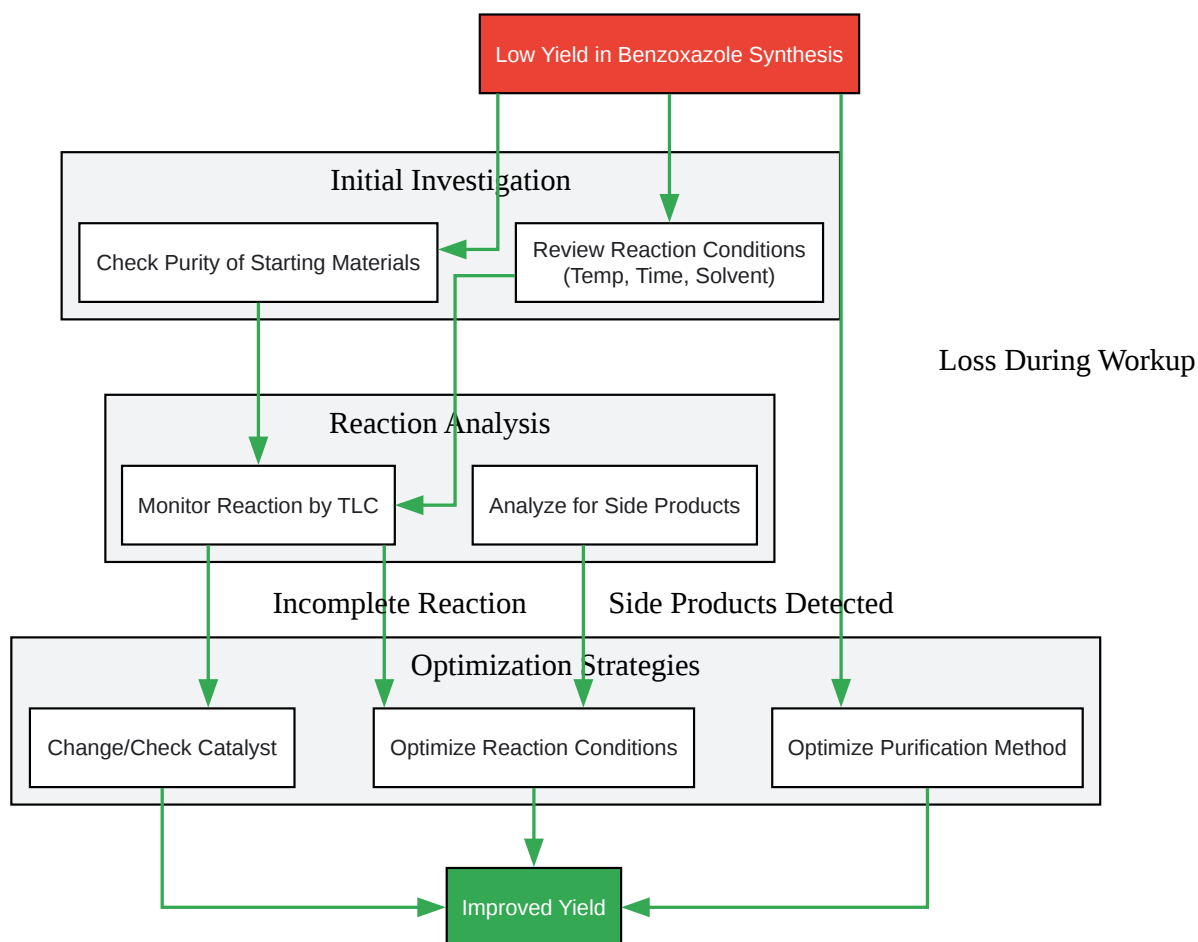 Low Yield in Benzoxazole Synthesis
Initial Investigation
Check Purity of Starting Materials
Review Reaction Conditions
(Temp, Time, Solvent)
Loss During Workup
Reaction Analysis
Monitor Reaction by TLC
Analyze for Side Products
Incomplete Reaction
Side Products Detected
Optimization Strategies
Change/Check Catalyst
Optimize Reaction Conditions
Optimize Purification Method
Improved Yield